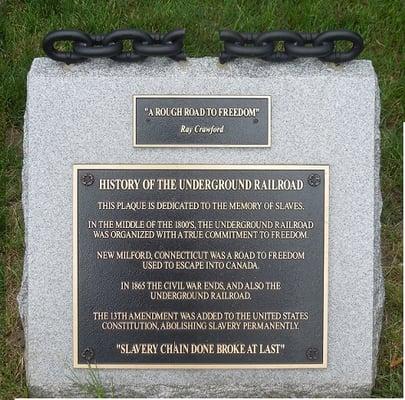 "A ROUGH ROAD TO FREEDOM"
Ray Crawford
HISTORY OF THE UNDERGROUND RAILROAD
THIS PLAQUE IS DEDICATED TO THE MEMORY OF SLAVES.
IN THE MIDDLE OF THE 1800'S, THE UNDERGROUND RAILROAD
WAS ORGANIZED WITH A TRUE COMMITMENT TO FREEDOM.
NEW MILFORD, CONNECTICUT WAS A ROAD TO FREEDOM
USED TO ESCAPE INTO CANADA.
IN 1865 THE CIVIL WAR ENDS, AND ALSO THE
UNDERGROUND RAILROAD.
THE 13TH AMENDMENT WAS ADDED TO THE UNITED STATES
CONSTITUTION, ABOLISHING SLAVERY PERMANENTLY.
"SLAVERY CHAIN DONE BROKE AT LAST"